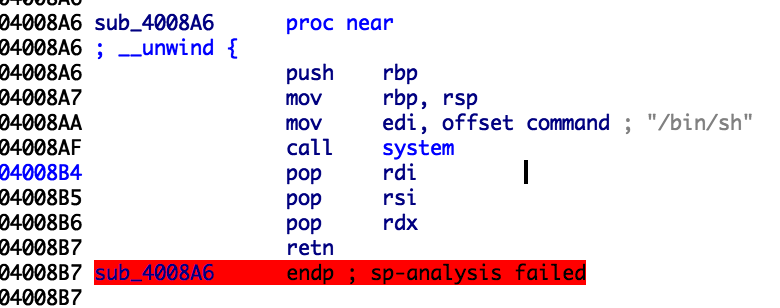 04008A6
04008A6 sub_4008A6 proc near
04008A6 ; __unwind {
04008A6 push rbp
04008A7 mov rbp, rsp
04008AA mov edi, offset command ; "/bin/sh"
04008AF call system
04008B4 pop rdi
04008B5 pop rsi
04008B6 pop rdx
04008B7 retn
04008B7 sub_4008A6 endp ; sp-analysis failed
04008B7